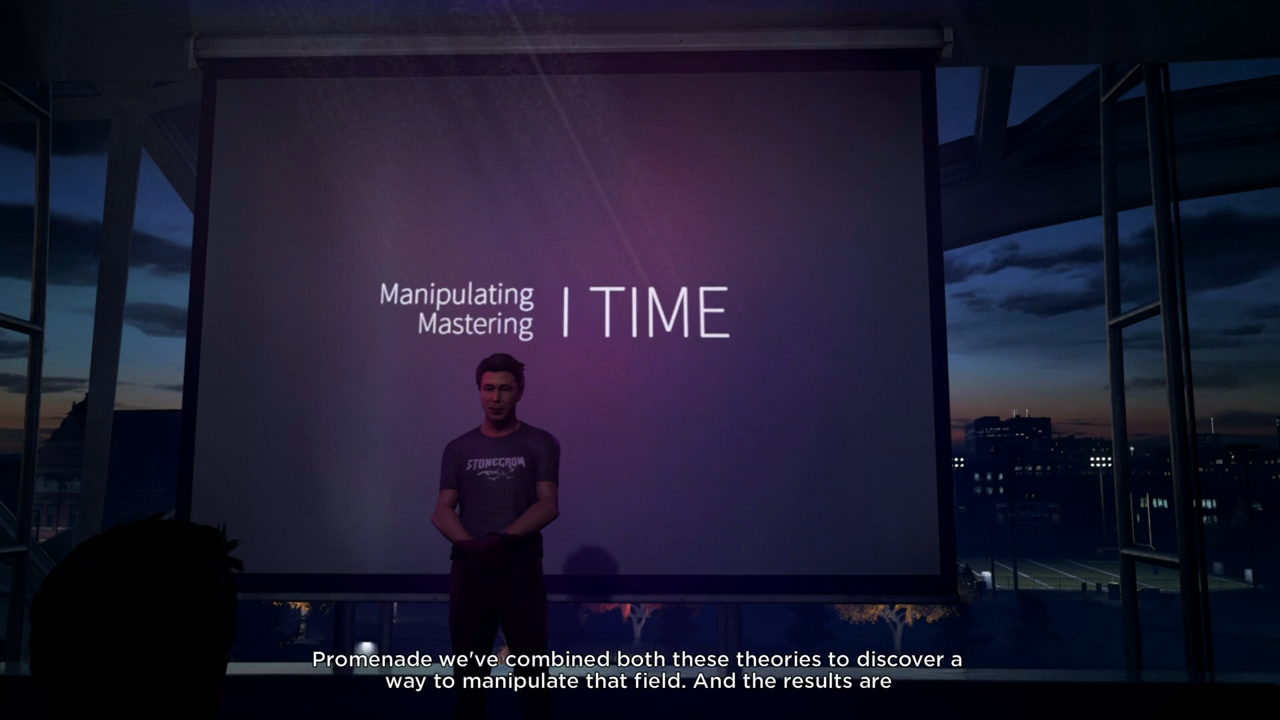 Manipulating
Mastering
| TIME
STONECROW
Promenade we've combined both these theories to discover a
way to manipulate that field. And the results are